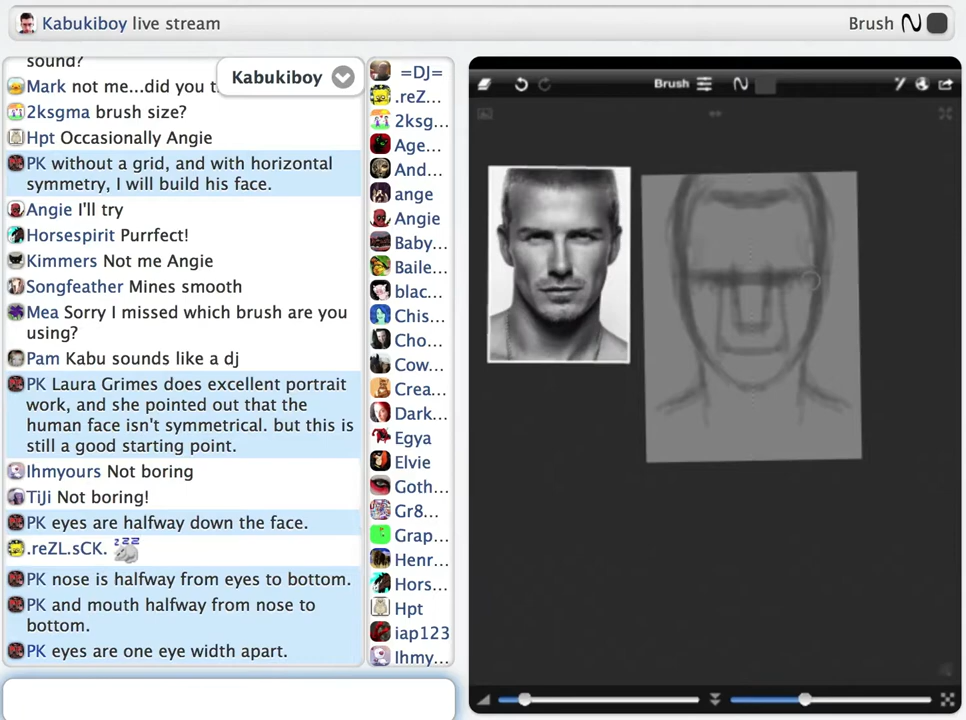 Kabukiboy live stream
Brush
sound?
Mark not me...did you t
Kabukiboy
2ksgma brush size?
Hpt Occasionally Angie
PK without a grid, and with horizontal
symmetry, I will build his face.
Angie I'll try
Horsespirit Purrfect!
Kimmers Not me Angie
Songfeather Mines smooth
Mea Sorry I missed which brush are you
using?
Pam Kabu sounds like a dj
PK Laura Grimes does excellent portrait
work, and she pointed out that the
human face isn't symmetrical. but this is
still a good starting point.
Ihmyours Not boring
TiJi Not boring!
PK eyes are halfway down the face.
.reZL.sCK. zzz
PK nose is halfway from eyes to bottom.
PK and mouth halfway from nose to
bottom.
PK eyes are one eye width apart.
=DJ=
.reZ...
2ksg...
Age...
And...
ange
Angie
Baby...
Baile...
blac...
Chis...
Cho...
Cow...
Crea...
Dark...
Egya
Elvie
Goth...
Gr8...
Grap...
Henr...
Hors...
Hpt
iap123
Ihmy...
Brush